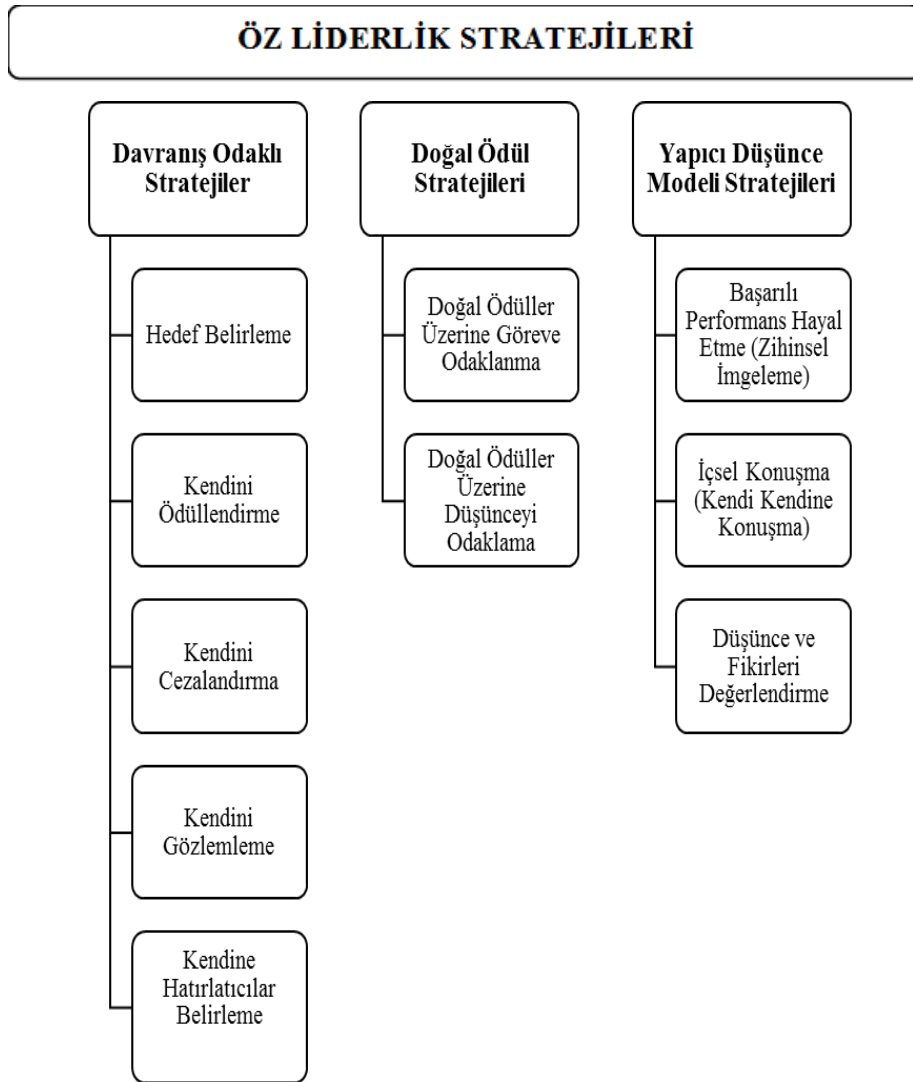 ÖZ LİDERLİK STRATEJİLERİ
Davranış Odaklı
Stratejiler
Hedef Belirleme
Kendini
Ödüllendirme
Kendini
Cezalandırma
Kendini
Gözlemleme
Kendine
Hatırlatıcılar
Belirleme
Doğal Ödül
Stratejileri
Doğal Ödüller
Üzerine Göreve
Odaklanma
Doğal Ödüller
Üzerine
Düşünceyi
Odaklama
Yapıcı Düşünce
Modeli Stratejileri
Başarılı
Performans Hayal
Etme (Zihinsel
İmgeleme)
İçsel Konuşma
(Kendi Kendine
Konuşma)
Düşünce ve
Fikirleri
Değerlendirme